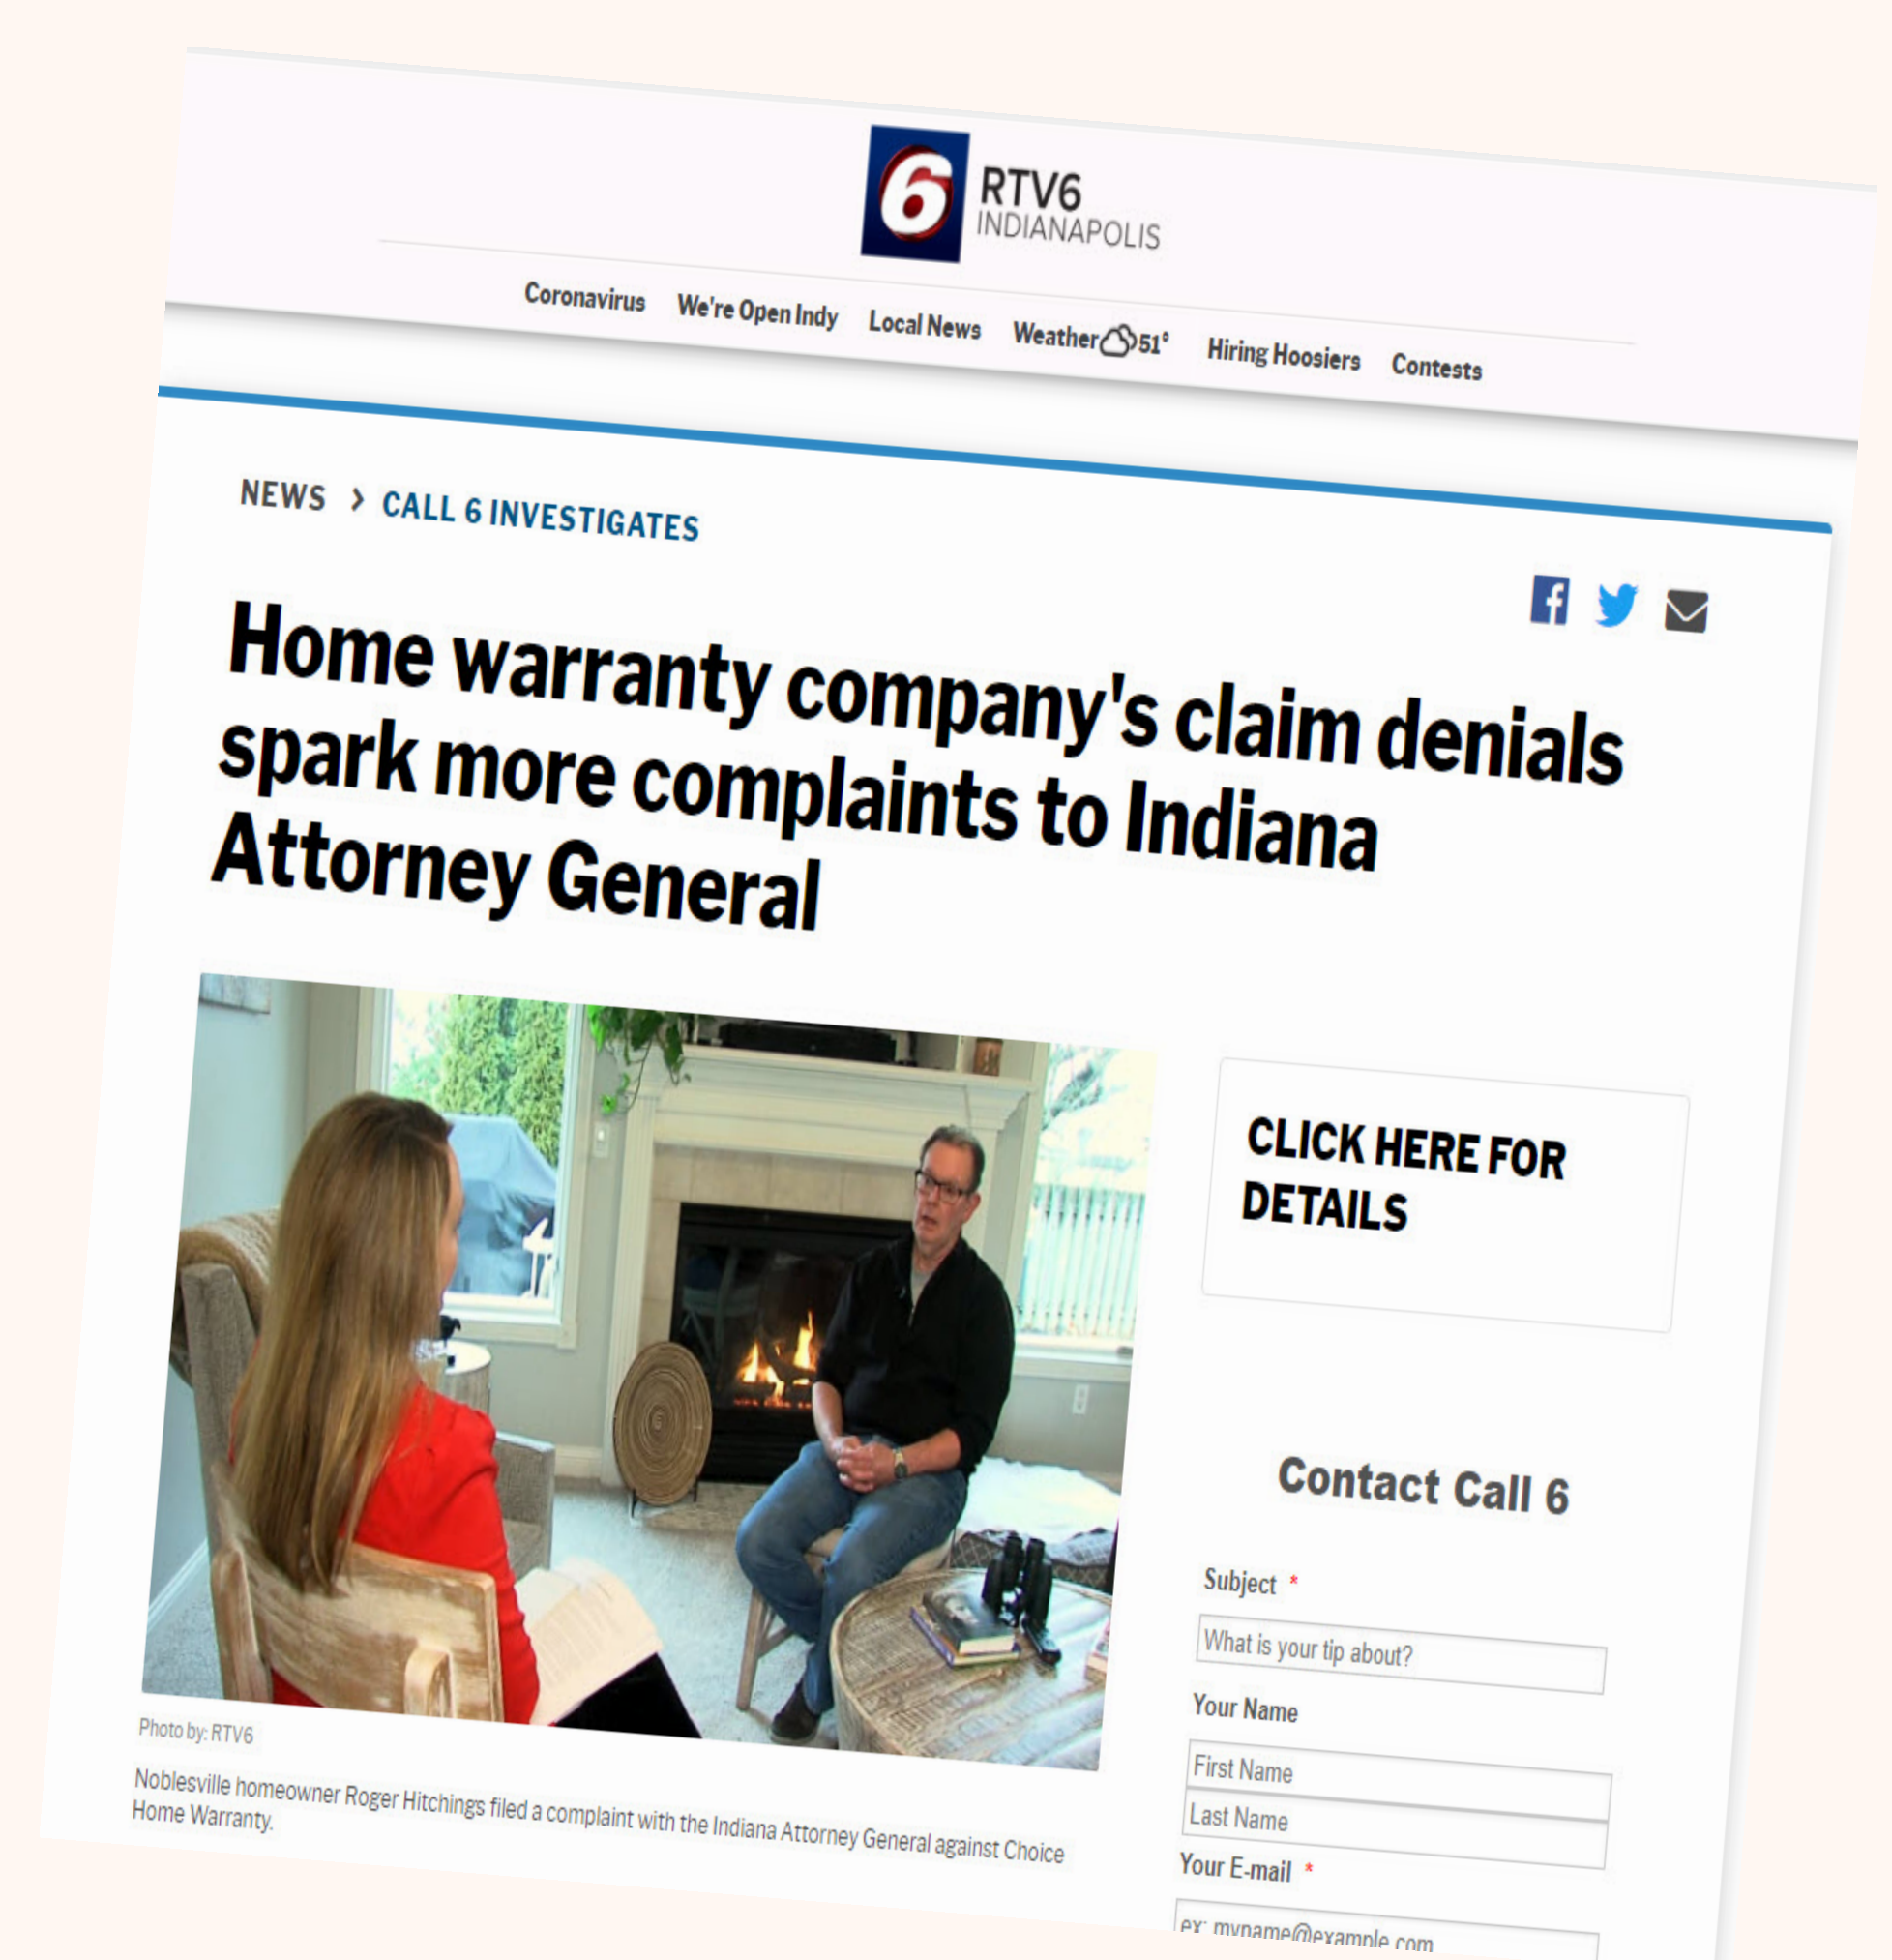 6
RTV6
INDIANAPOLIS
Coronavirus We're Open Indy Local News Weather 51° Hiring Hoosiers Contests
NEWS > CALL 6 INVESTIGATES
Home warranty company's claim denials
spark more complaints to Indiana
Attorney General
CLICK HERE FOR
DETAILS
Contact Call 6
Subject *
What is your tip about?
Your Name
First Name
Last Name
Your E-mail *
ex: myname@example.com
Photo by: RTV6
Noblesville homeowner Roger Hitchings filed a complaint with the Indiana Attorney General against Choice
Home Warranty.